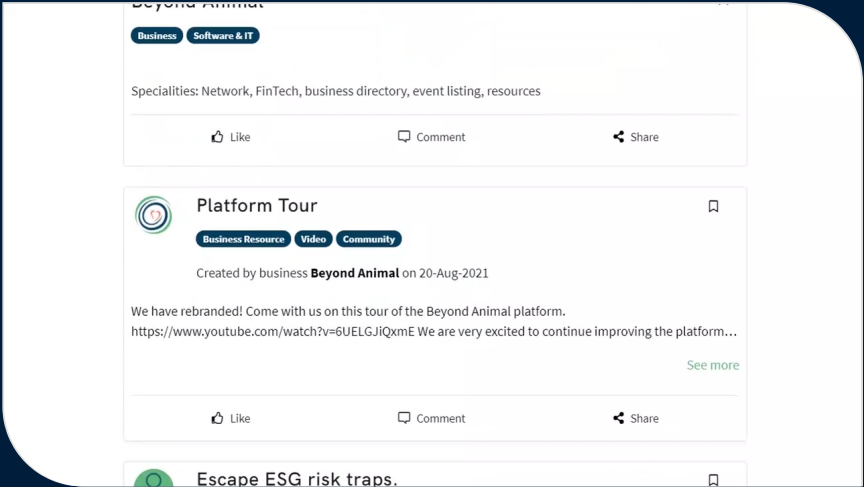 Beyond Animal
Business Software & IT
Specialities: Network, FinTech, business directory, event listing, resources
Like Comment Share
Platform Tour
Business Resource Video Community
Created by business Beyond Animal on 20-Aug-2021
We have rebranded! Come with us on this tour of the Beyond Animal platform.
https://www.youtube.com/watch?v=6UELGJiQxmE We are very excited to continue improving the platform...
See more
Like Comment Share
Escape ESG risk traps.